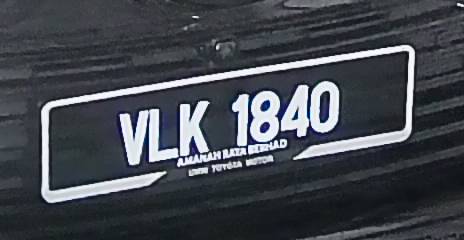 VLK 1840
AMANAH RAYA BERHAD
UMW TOYOTA MOTOR